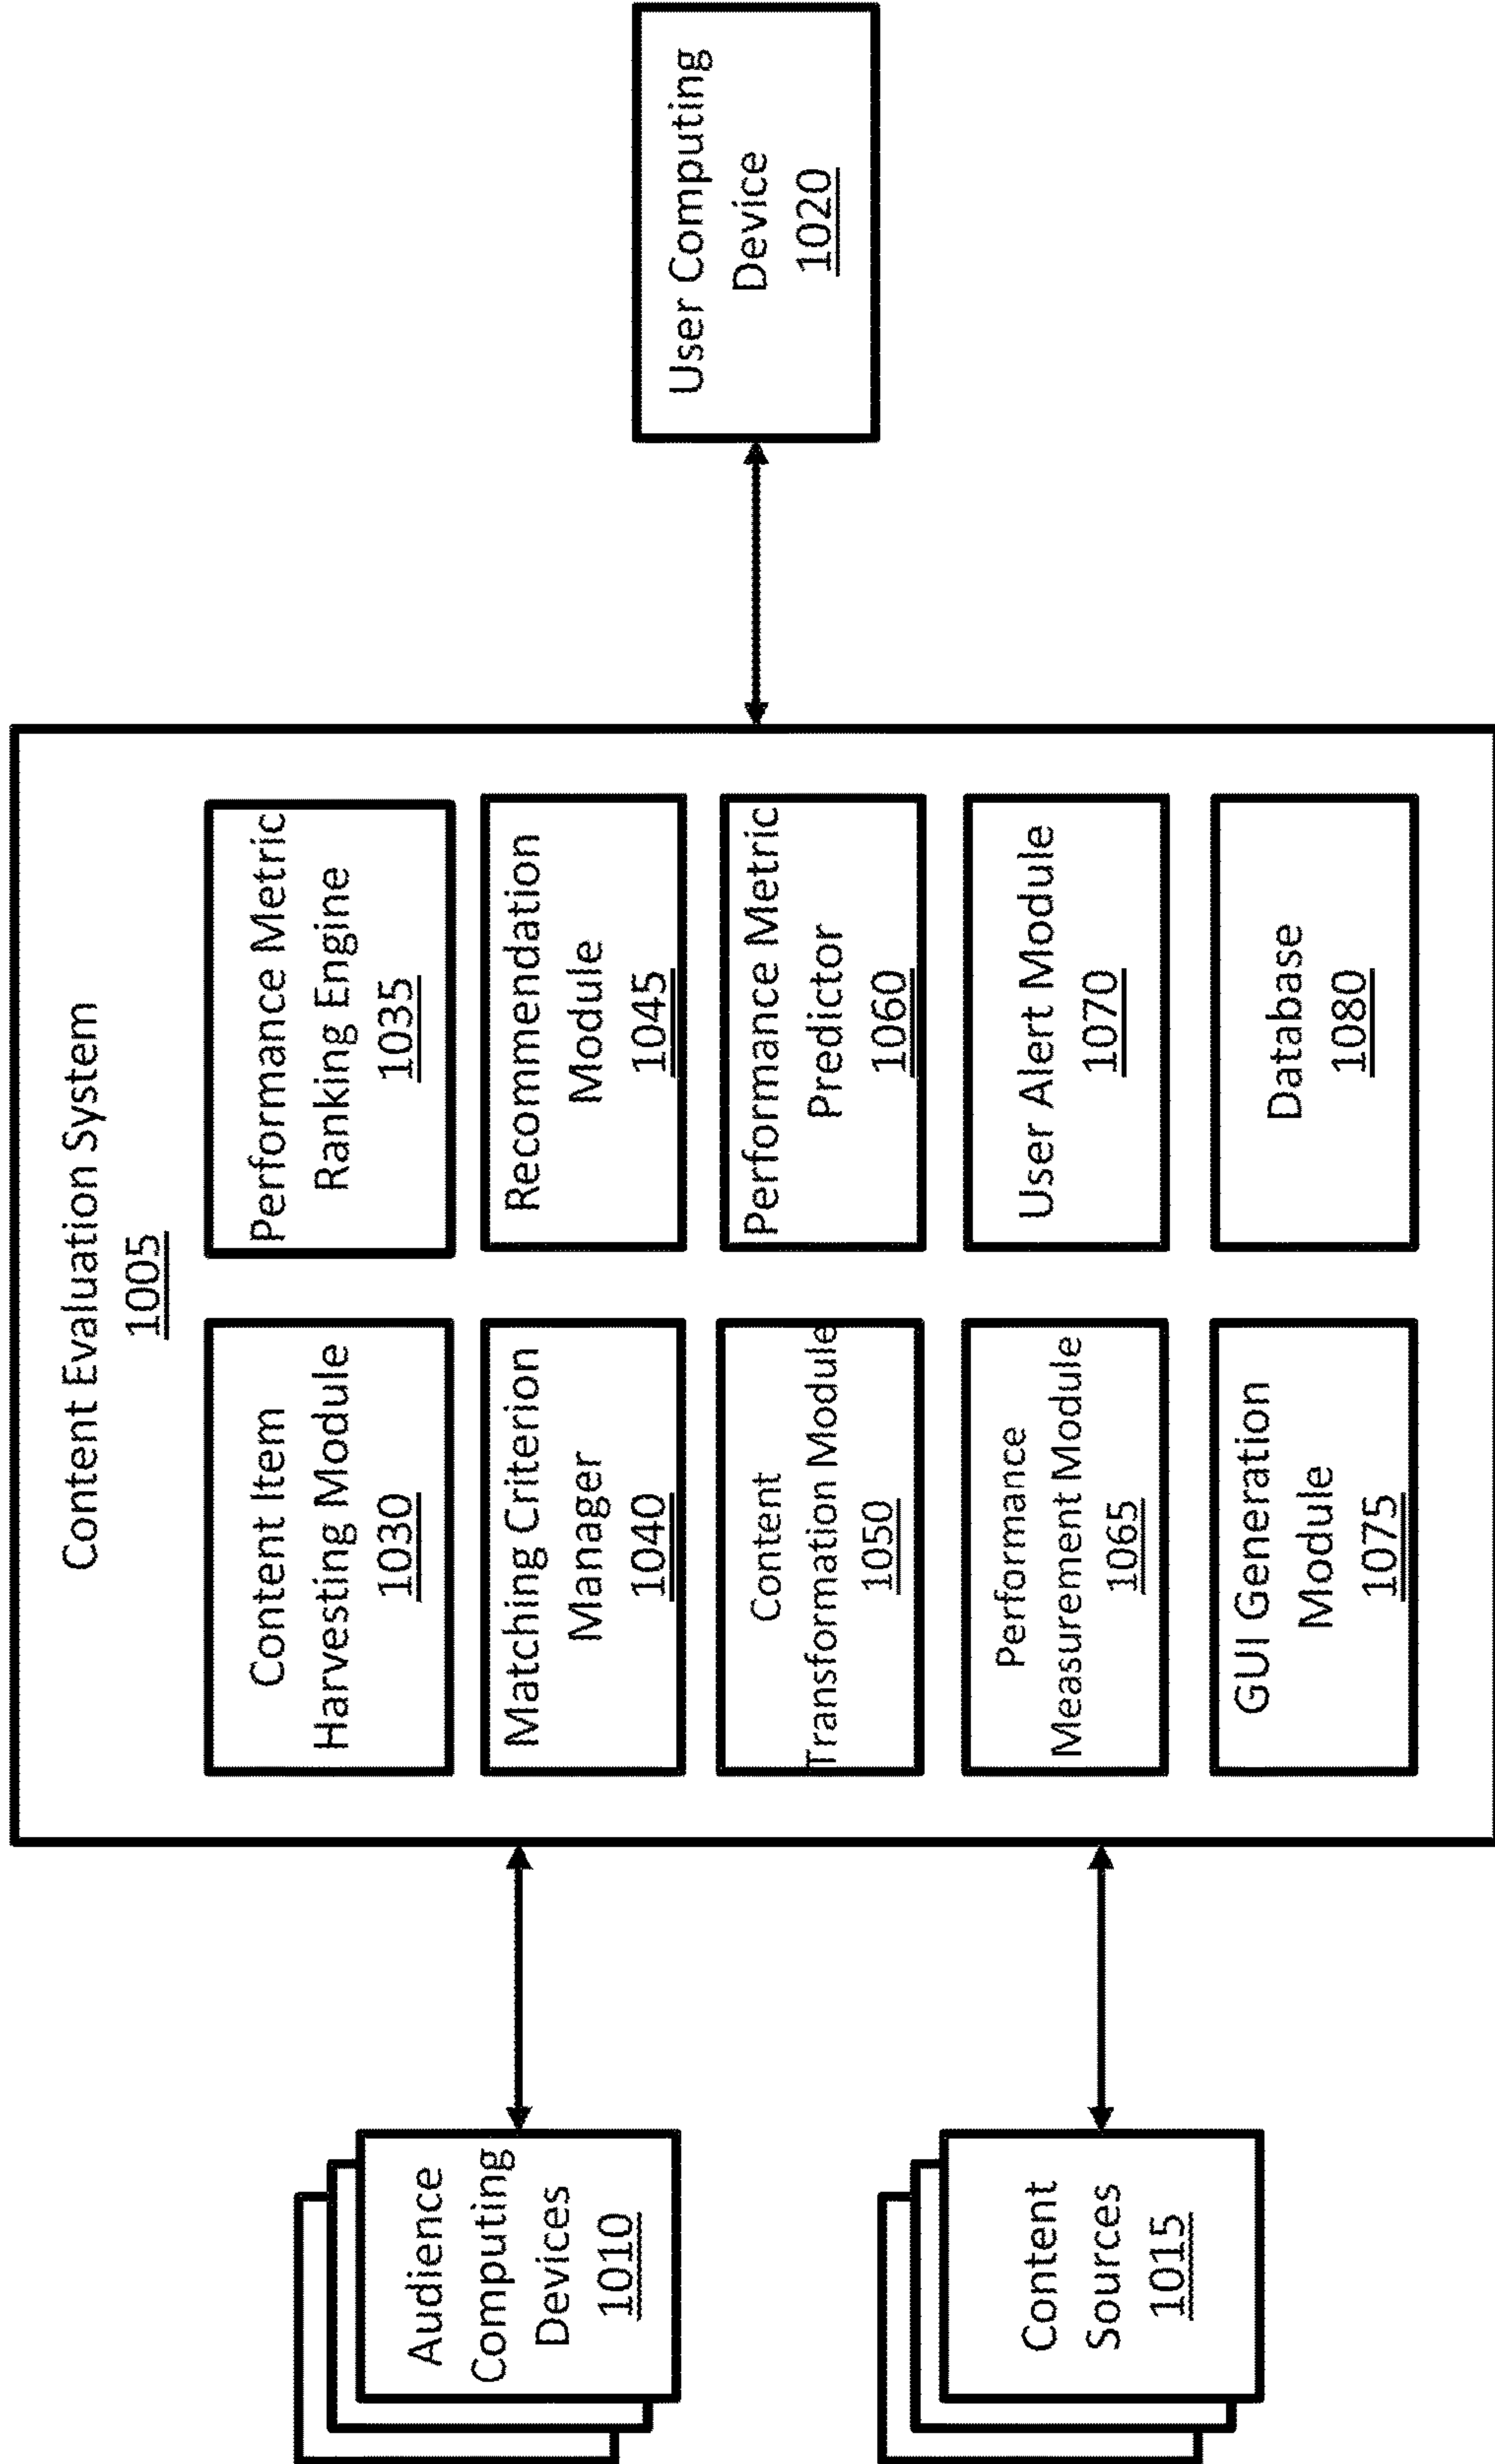 Content Evaluation System
1005
Audience
Computing
Devices
1010
Content
Sources
1015
Content Item
Harvesting Module
1030
Performance Metric
Ranking Engine
1035
Matching Criterion
Manager
1040
Recommendation
Module
1045
Content
Transformation Module
1050
Performance Metric
Predictor
1060
Performance
Measurement Module
1065
User Alert Module
1070
GUI Generation
Module
1075
Database
1080
User Computing
Device
1020